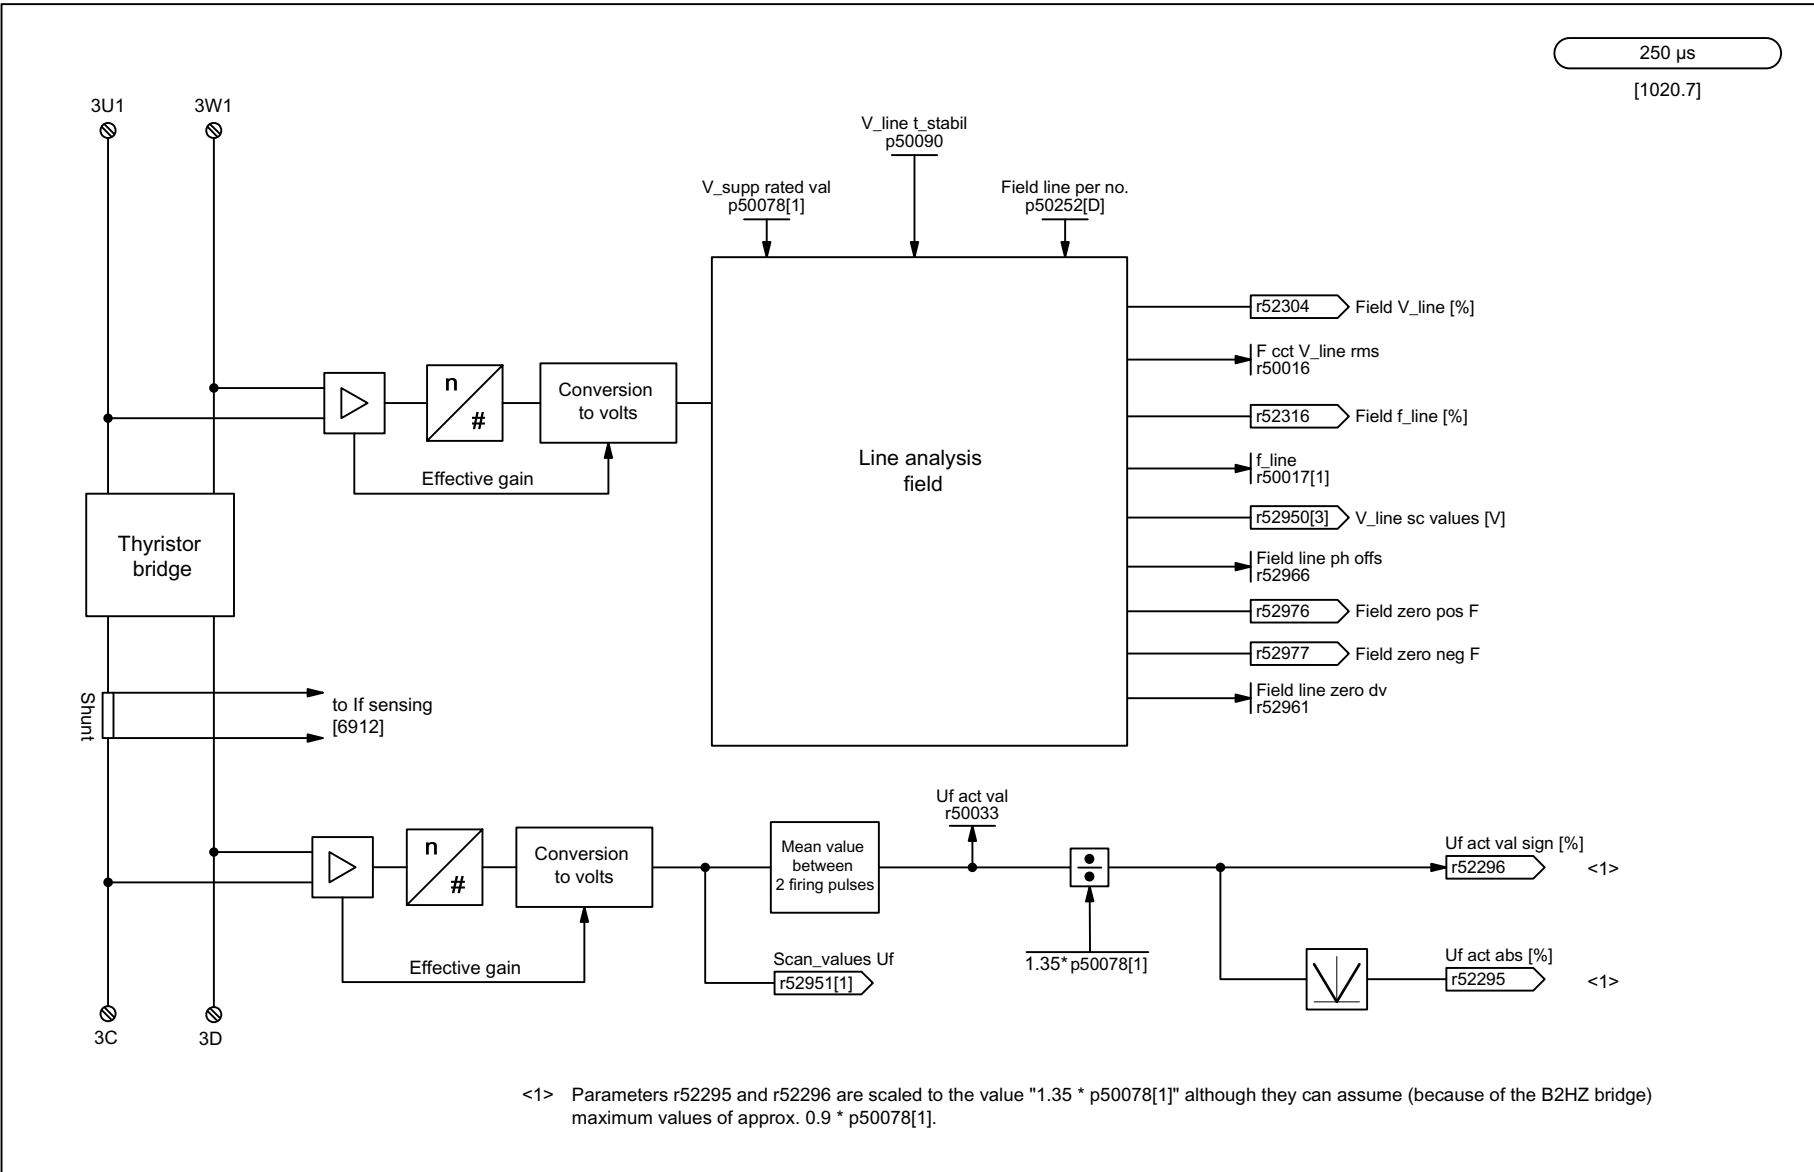 250 µs
[1020.7]
3U1
3W1
V_line t_stabil
p50090
V_supp rated val
p50078[1]
Field line per no.
p50252[D]
n
#
Conversion
to volts
Effective gain
Line analysis
field
r52304
Field V_line [%]
F cct V_line rms
r50016
r52316
Field f_line [%]
f_line
r50017[1]
r52950[3]
V_line sc values [V]
Field line ph offs
r52966
r52976
Field zero pos F
r52977
Field zero neg F
Field line zero dv
r52961
Thyristor
bridge
Shunt
to If sensing
[6912]
n
#
Conversion
to volts
Effective gain
Mean value
between
2 firing pulses
Scan_values Uf
r52951[1]
Uf act val
r50033
1.35* p50078[1]
Uf act val sign [%]
r52296
<1>
Uf act abs [%]
r52295
<1>
3C
3D
<1> Parameters r52295 and r52296 are scaled to the value "1.35 * p50078[1]" although they can assume (because of the B2HZ bridge)
maximum values of approx. 0.9 * p50078[1].